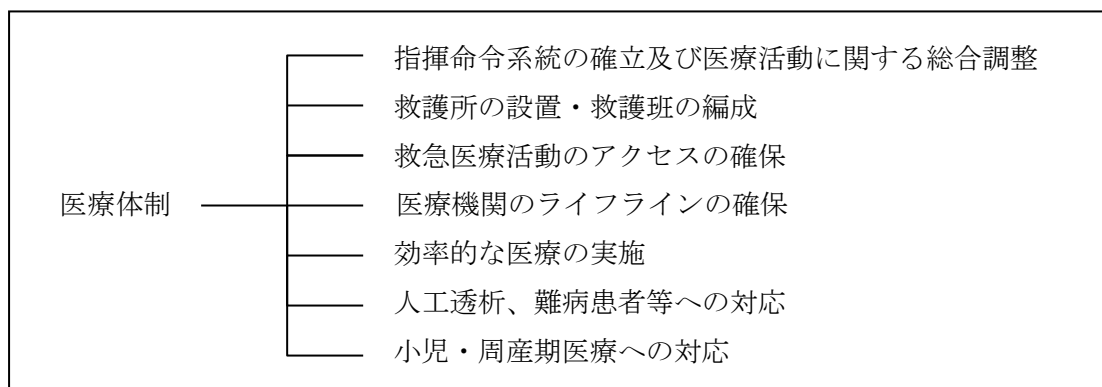 指揮命令系統の確立及び医療活動に関する総合調整
救護所の設置・救護班の編成
救急医療活動のアクセスの確保
医療体制
医療機関のライフラインの確保
効率的な医療の実施
人工透析、難病患者等への対応
小児・周産期医療への対応